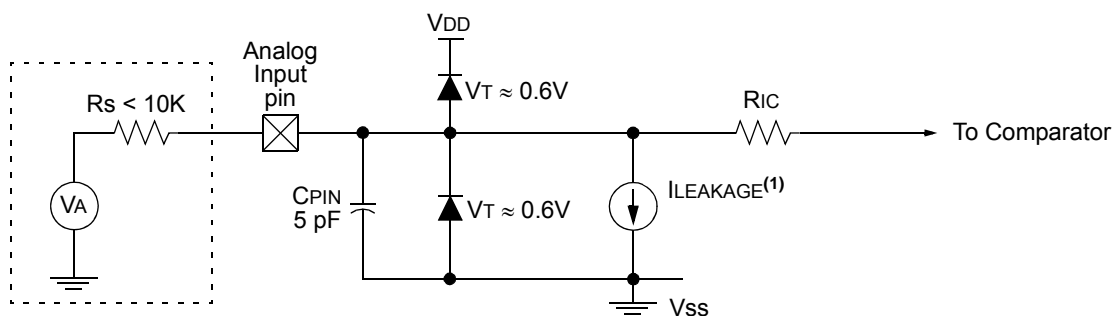 VDD
Analog
Input
pin
Rs < 10K
VT ≈ 0.6V
RIC
To Comparator
VA
CPIN
5 pF
VT ≈ 0.6V
ILEAKAGE(1)
Vss